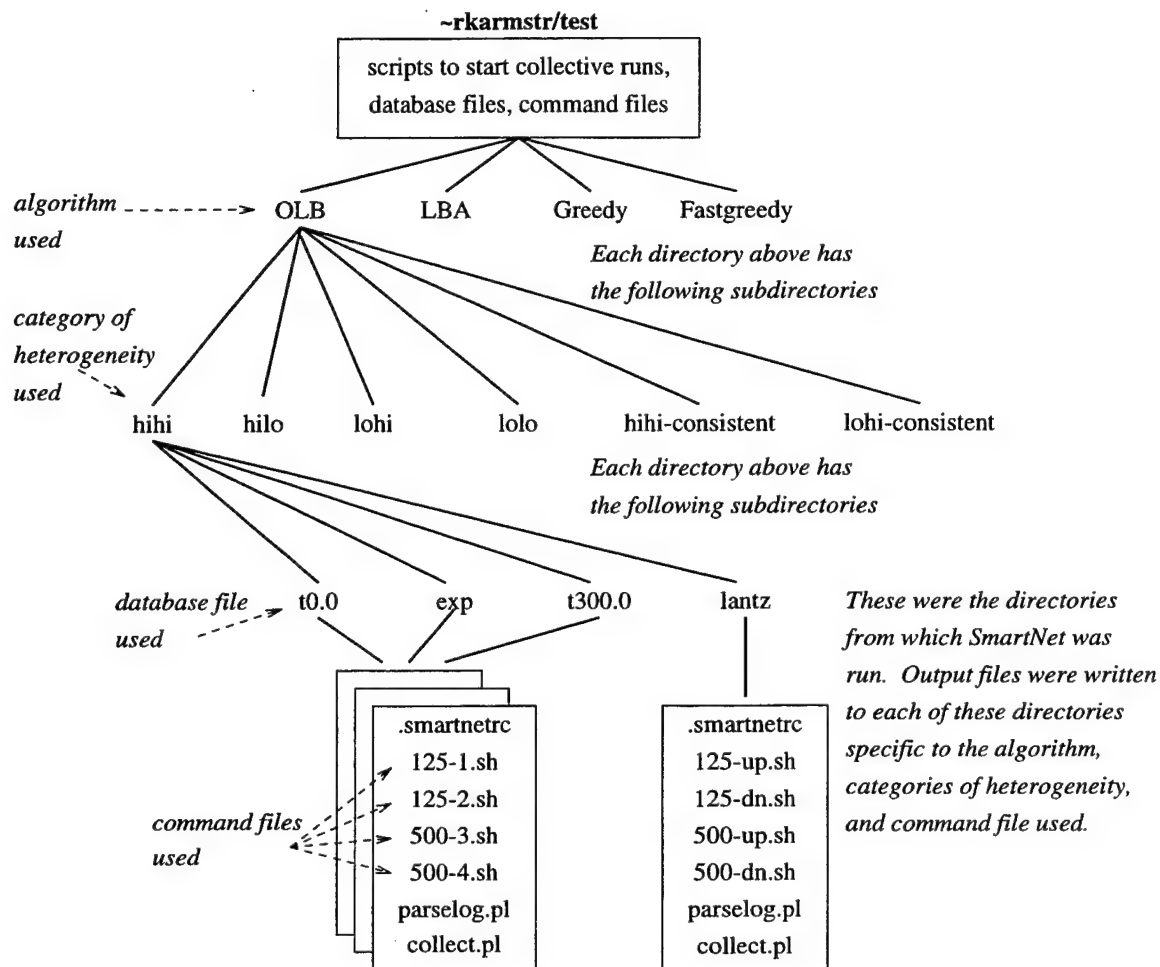 ~rkarmstr/test
scripts to start collective runs,
database files, command files
algorithm
used
OLB LBA Greedy Fastgreedy
Each directory above has
the following subdirectories
category of
heterogeneity
used
hihi hilo lohi lolo hihi-consistent lohi-consistent
Each directory above has
the following subdirectories
database file
used
t0.0 exp t300.0 lantz
These were the directories
from which SmartNet was
run. Output files were written
to each of these directories
specific to the algorithm,
categories of heterogeneity,
and command file used.
command files
used
.smartnetrc
125-1.sh
125-2.sh
500-3.sh
500-4.sh
parselog.pl
collect.pl
.smartnetrc
125-up.sh
125-dn.sh
500-up.sh
500-dn.sh
parselog.pl
collect.pl